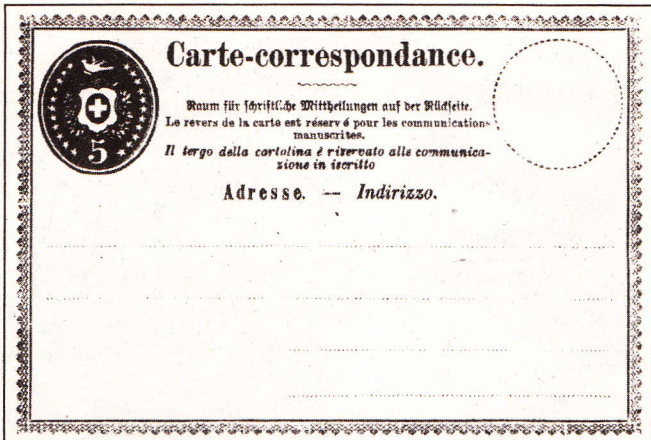 Carte-correspondance.
Raum für schriftliche Mittheilungen auf der Rückseite.
Le revers de la carte est réservé pour les communications
manuscrites.
Il tergo della cartolina è rizervato alle communica-
zione in iscritto
5
Adresse. — Indirizzo.